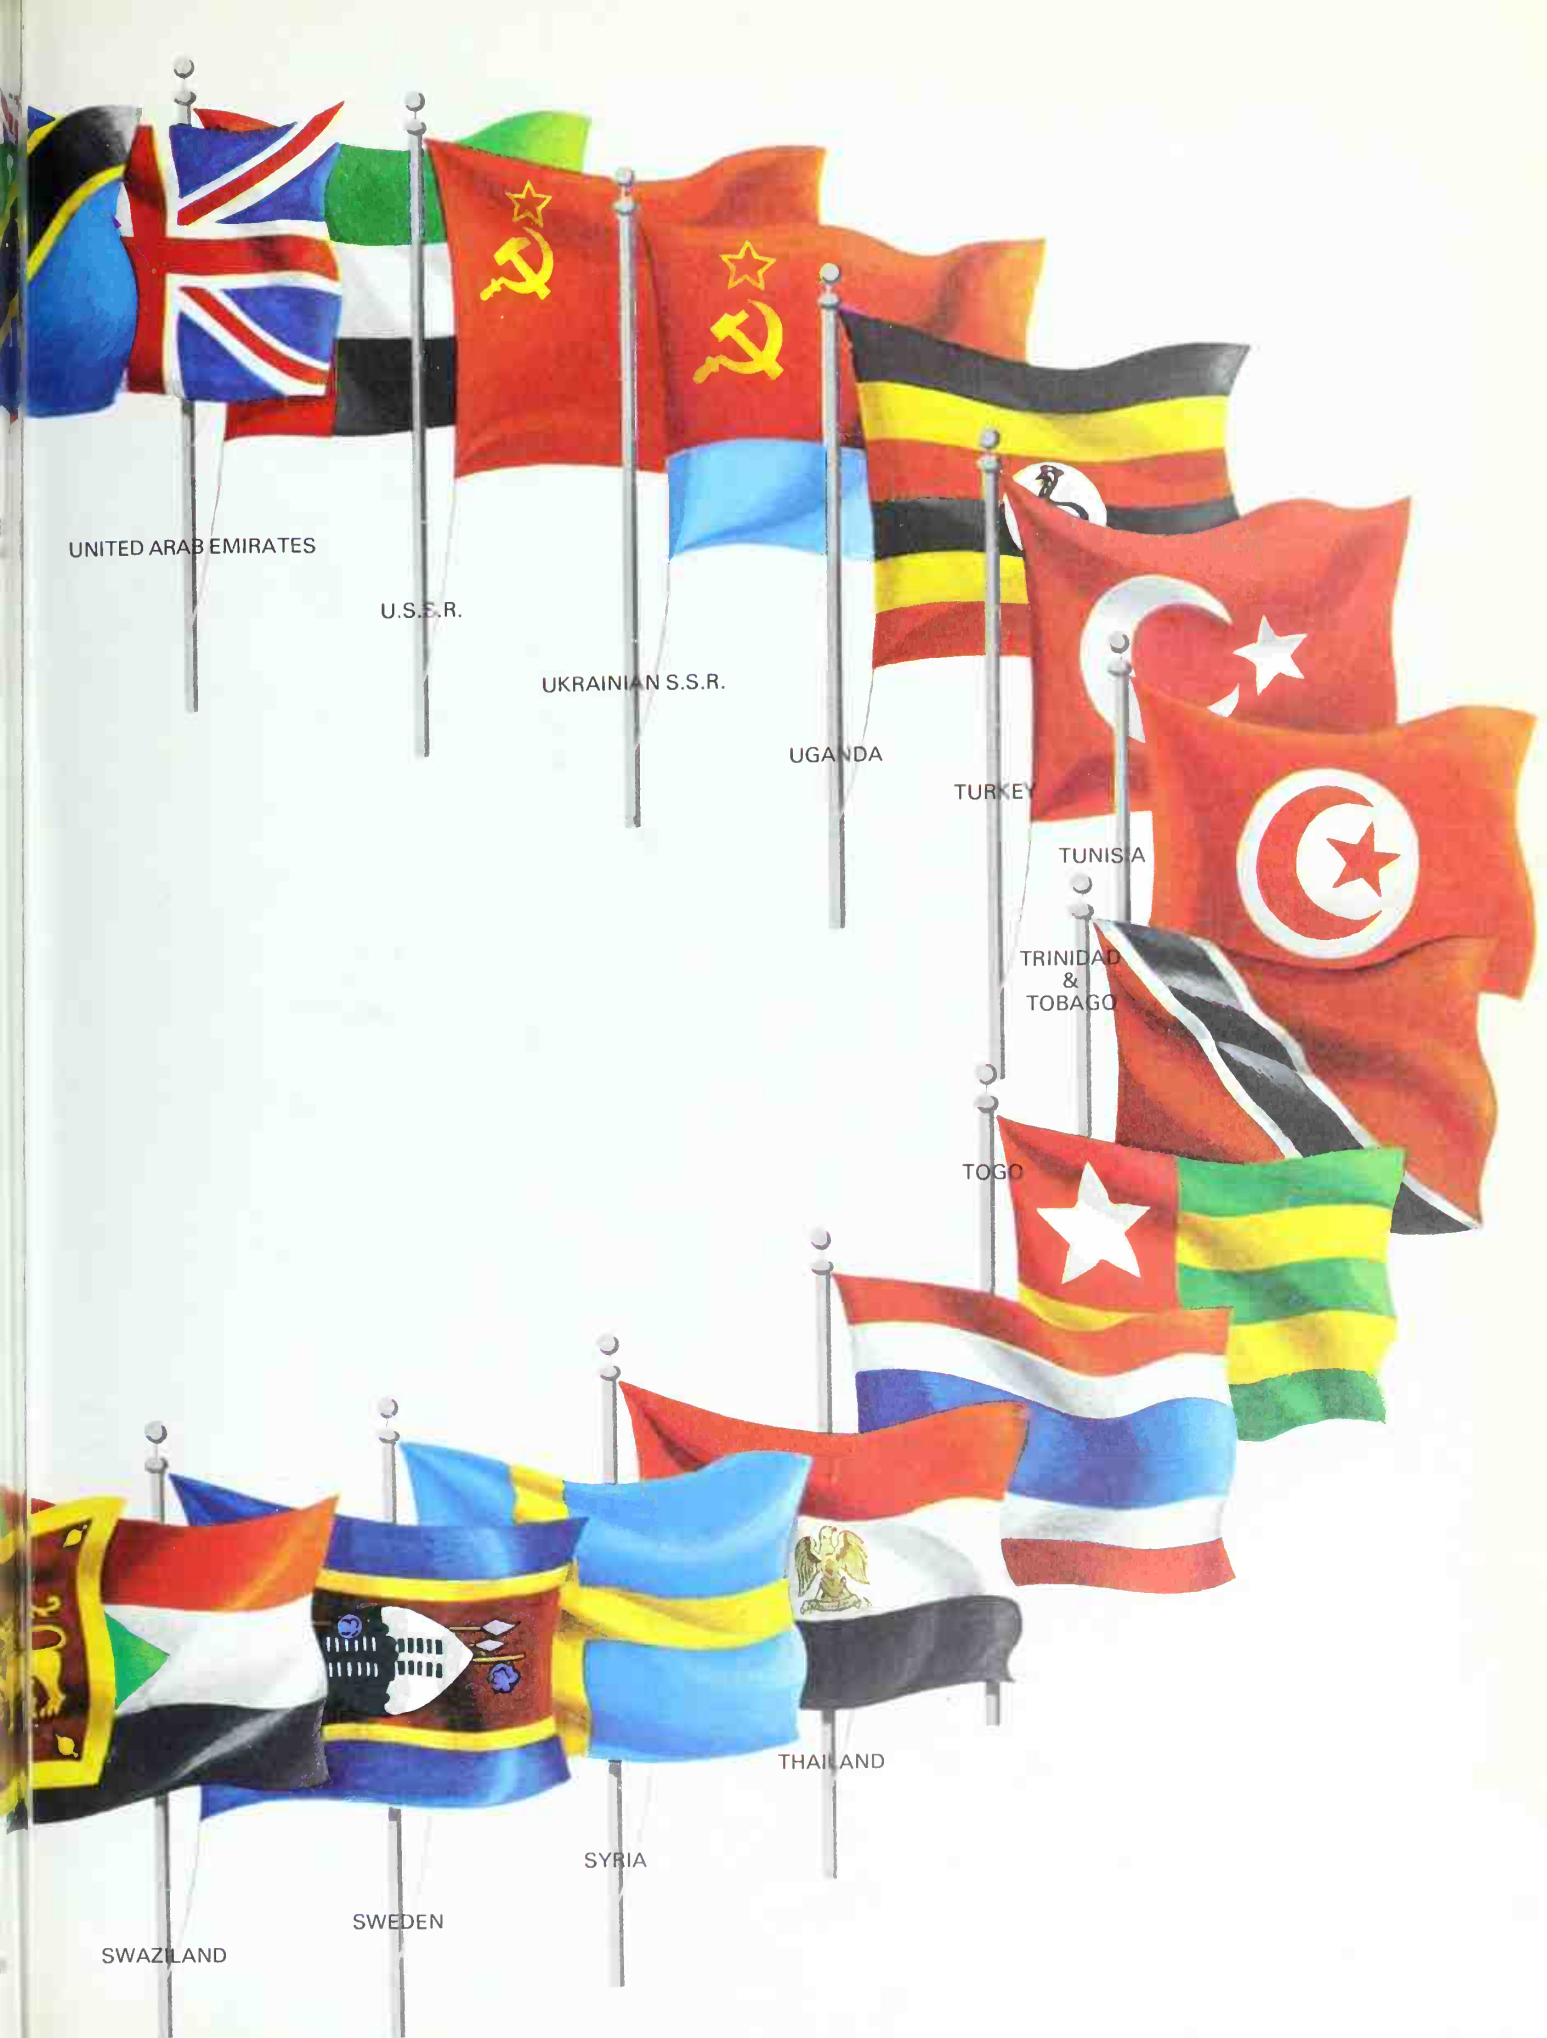 UNITED ARAB EMIRATES
U.S.S.R.
UKRAINIAN S.S.R.
UGANDA
TURKEY
TUNISIA
TRINIDAD
&
TOBAGO
TOGO
THAILAND
SYRIA
SWEDEN
SWAZILAND